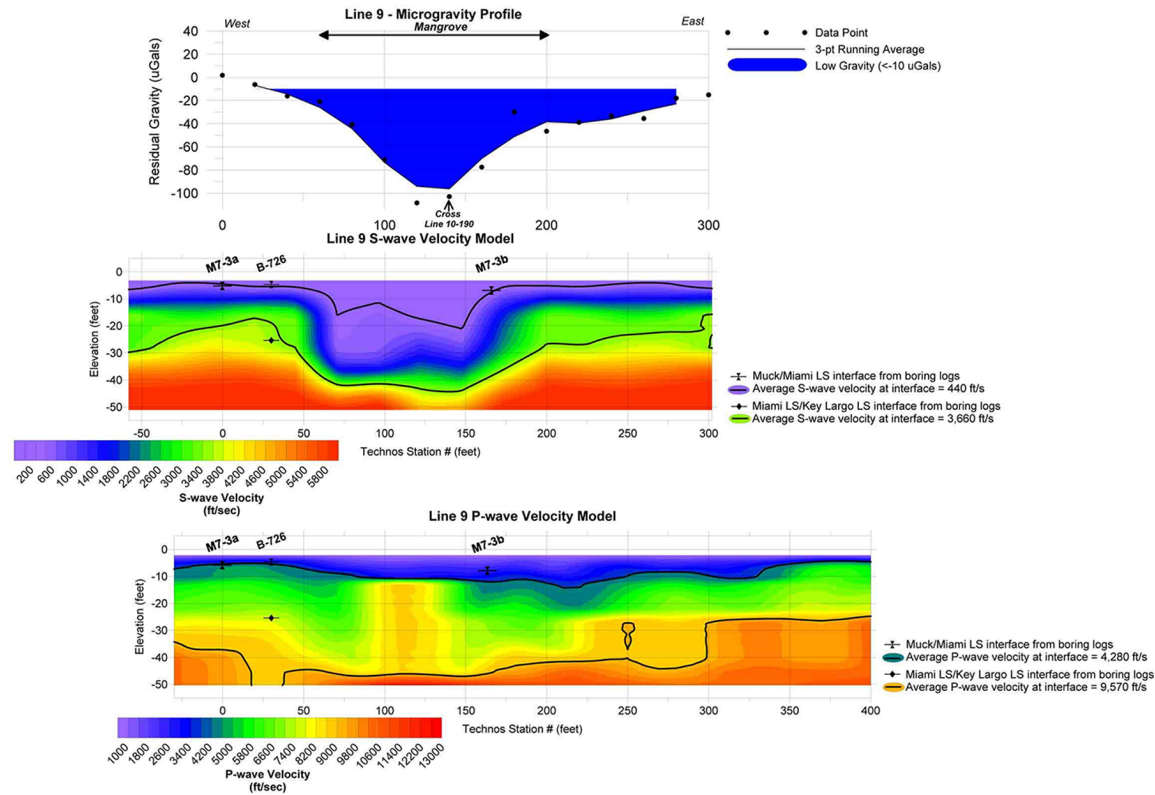 Line 9 - Microgravity Profile
West
East
Mangrove
Data Point
3-pt Running Average
Low Gravity (<-10 uGals)
Residual Gravity (uGals)
40
20
0
-20
-40
-60
-80
-100
Cross
Line 10-190
0 100 200 300
Line 9 S-wave Velocity Model
M7-3a B-726 M7-3b
Elevation (feet)
0
-10
-20
-30
-40
-50
-50 0 50 100 150 200 250 300
Technos Station # (feet)
Muck/Miami LS interface from boring logs
Average S-wave velocity at interface = 440 ft/s
Miami LS/Key Largo LS interface from boring logs
Average S-wave velocity at interface = 3,660 ft/s
200 600 1000 1400 1800 2200 2600 3000 3400 3800 4200 4600 5000 5400 5800
S-wave Velocity
(ft/sec)
Line 9 P-wave Velocity Model
M7-3a B-726 M7-3b
Elevation (feet)
0
-10
-20
-30
-40
-50
0 50 100 150 200 250 300 350 400
Technos Station # (feet)
Muck/Miami LS interface from boring logs
Average P-wave velocity at interface = 4,280 ft/s
Miami LS/Key Largo LS interface from boring logs
Average P-wave velocity at interface = 9,570 ft/s
1000 1800 2600 3400 4200 5000 5800 6600 7400 8200 9000 9800 10600 11400 12200 13000
P-wave Velocity
(ft/sec)